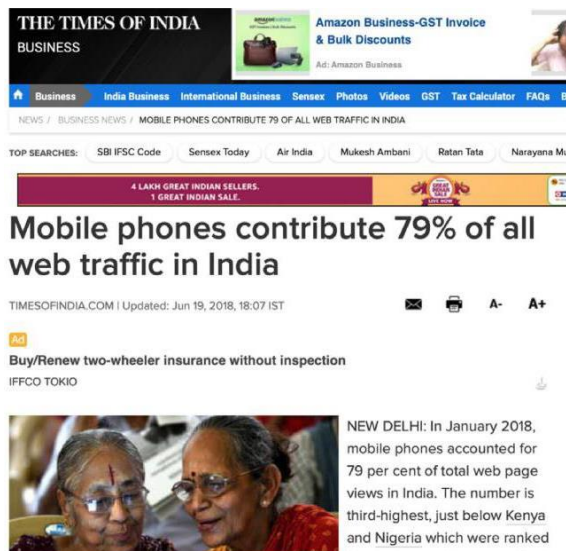 THE TIMES OF INDIA
BUSINESS
Amazon Business-GST Invoice
& Bulk Discounts
Ad: Amazon Business
Business India Business International Business Sensex Photos Videos GST Tax Calculator FAQs
NEWS / BUSINESS NEWS / MOBILE PHONES CONTRIBUTE 79 OF ALL WEB TRAFFIC IN INDIA
TOP SEARCHES: SBI IFSC Code Sensex Today Air India Mukesh Ambani Ratan Tata Narayana
4 LAKH GREAT INDIAN SELLERS.
1 GREAT INDIAN SALE.
Mobile phones contribute 79% of all
web traffic in India
TIMESOFINDIA.COM | Updated: Jun 19, 2018, 18:07 IST
A- A+
Ad
Buy/Renew two-wheeler insurance without inspection
IFFCO TOKIO
NEW DELHI: In January 2018,
mobile phones accounted for
79 per cent of total web page
views in India. The number is
third-highest, just below Kenya
and Nigeria which were ranked